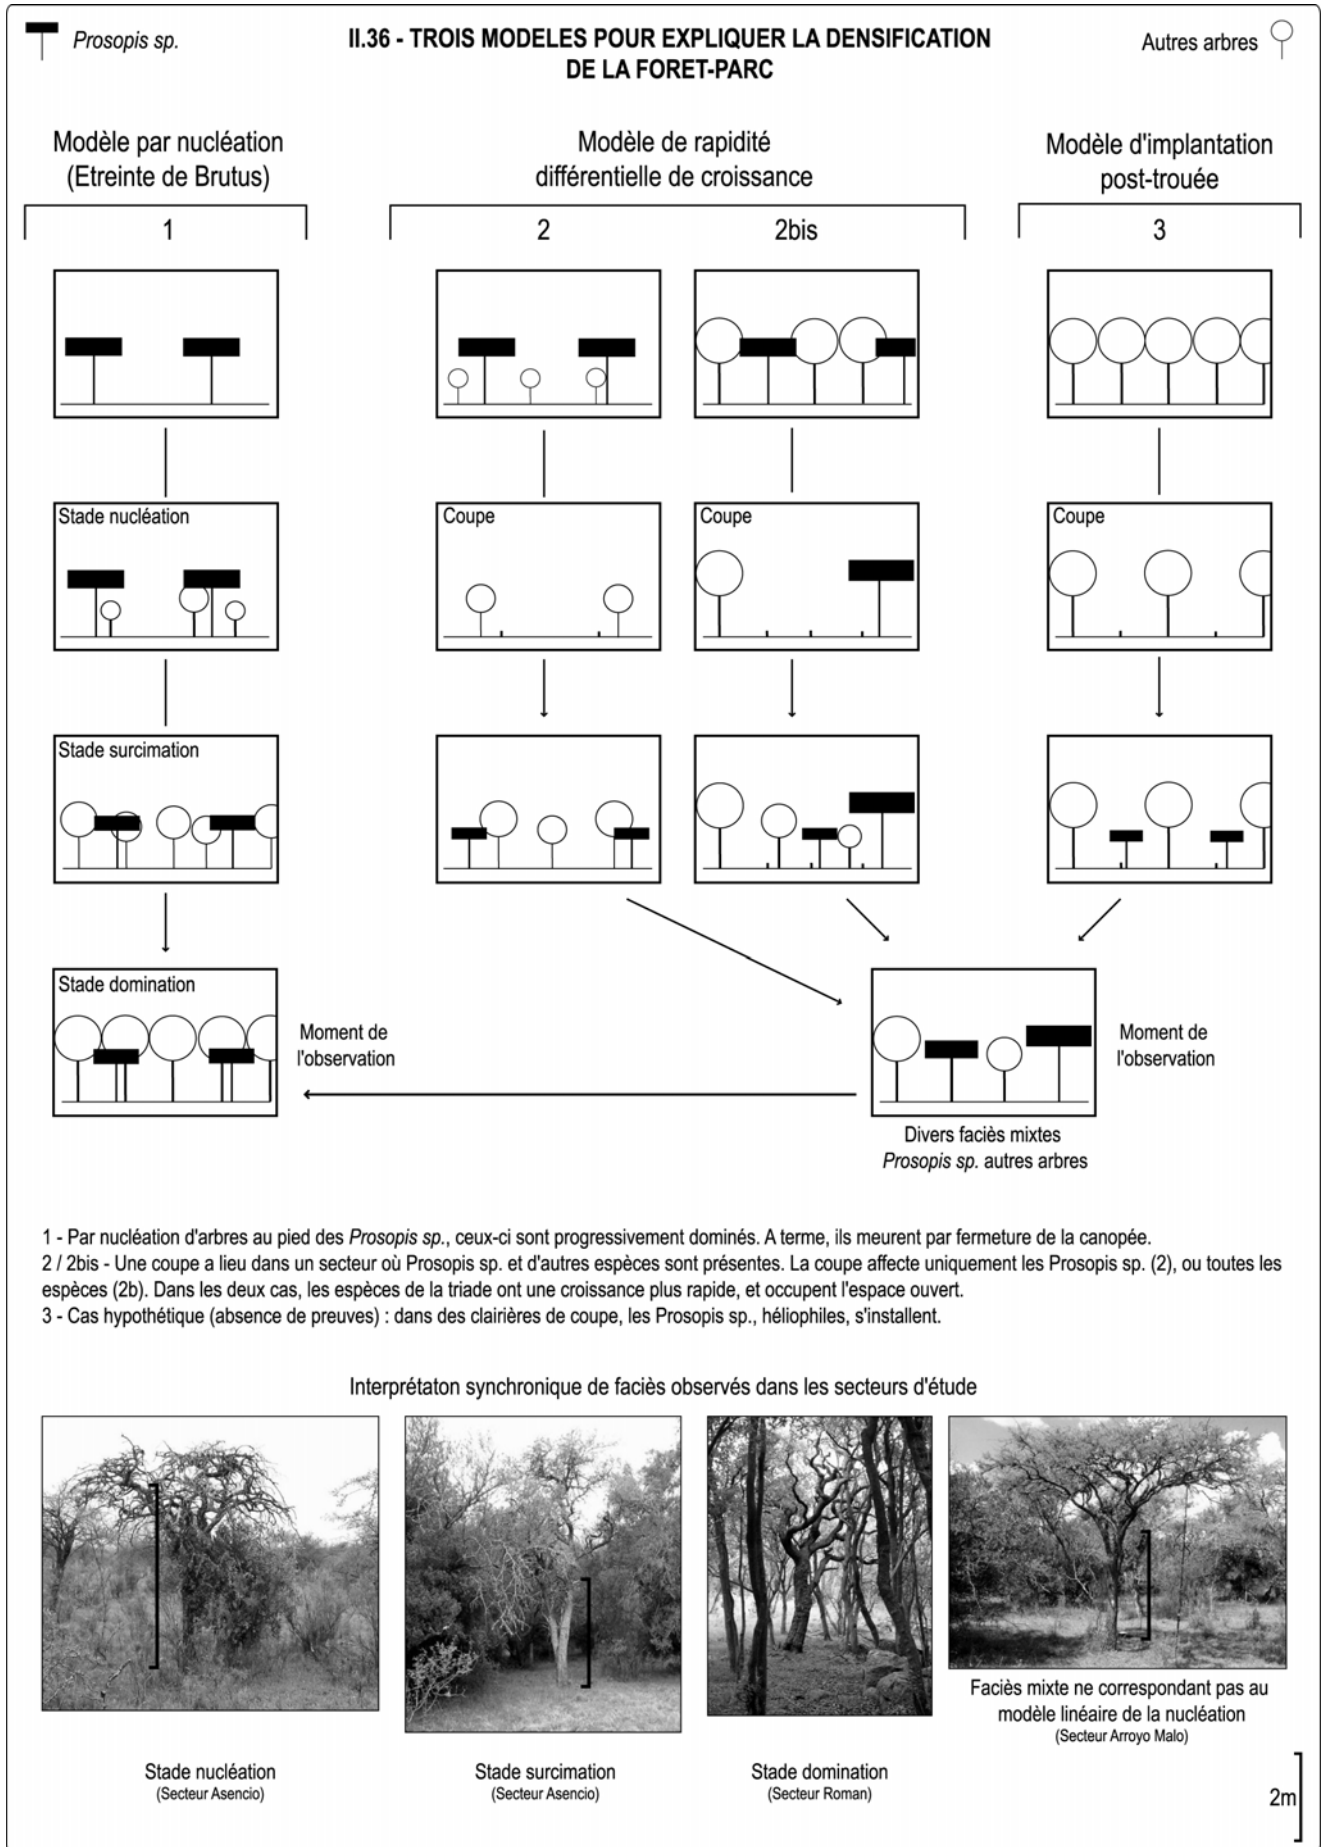 Prosopis sp.
II.36 - TROIS MODELES POUR EXPLIQUER LA DENSIFICATION
DE LA FORET-PARC
Autres arbres
Modèle par nucléation
(Etreinte de Brutus)
Modèle de rapidité
différentielle de croissance
Modèle d'implantation
post-trouée
1
2
2bis
3
Stade nucléation
Coupe
Coupe
Coupe
Stade surcimation
Stade domination
Moment de
l'observation
Moment de
l'observation
Divers faciès mixtes
Prosopis sp. autres arbres
1 - Par nucléation d'arbres au pied des Prosopis sp., ceux-ci sont progressivement dominés. A terme, ils meurent par fermeture de la canopée.
2 / 2bis - Une coupe a lieu dans un secteur où Prosopis sp. et d'autres espèces sont présentes. La coupe affecte uniquement les Prosopis sp. (2), ou toutes les
espèces (2b). Dans les deux cas, les espèces de la triade ont une croissance plus rapide, et occupent l'espace ouvert.
3 - Cas hypothétique (absence de preuves) : dans des clairières de coupe, les Prosopis sp., héliophiles, s'installent.
Interprétaton synchronique de faciès observés dans les secteurs d'étude
Stade nucléation
(Secteur Asencio)
Stade surcimation
(Secteur Asencio)
Stade domination
(Secteur Roman)
Faciès mixte ne correspondant pas au
modèle linéaire de la nucléation
(Secteur Arroyo Malo)
2m